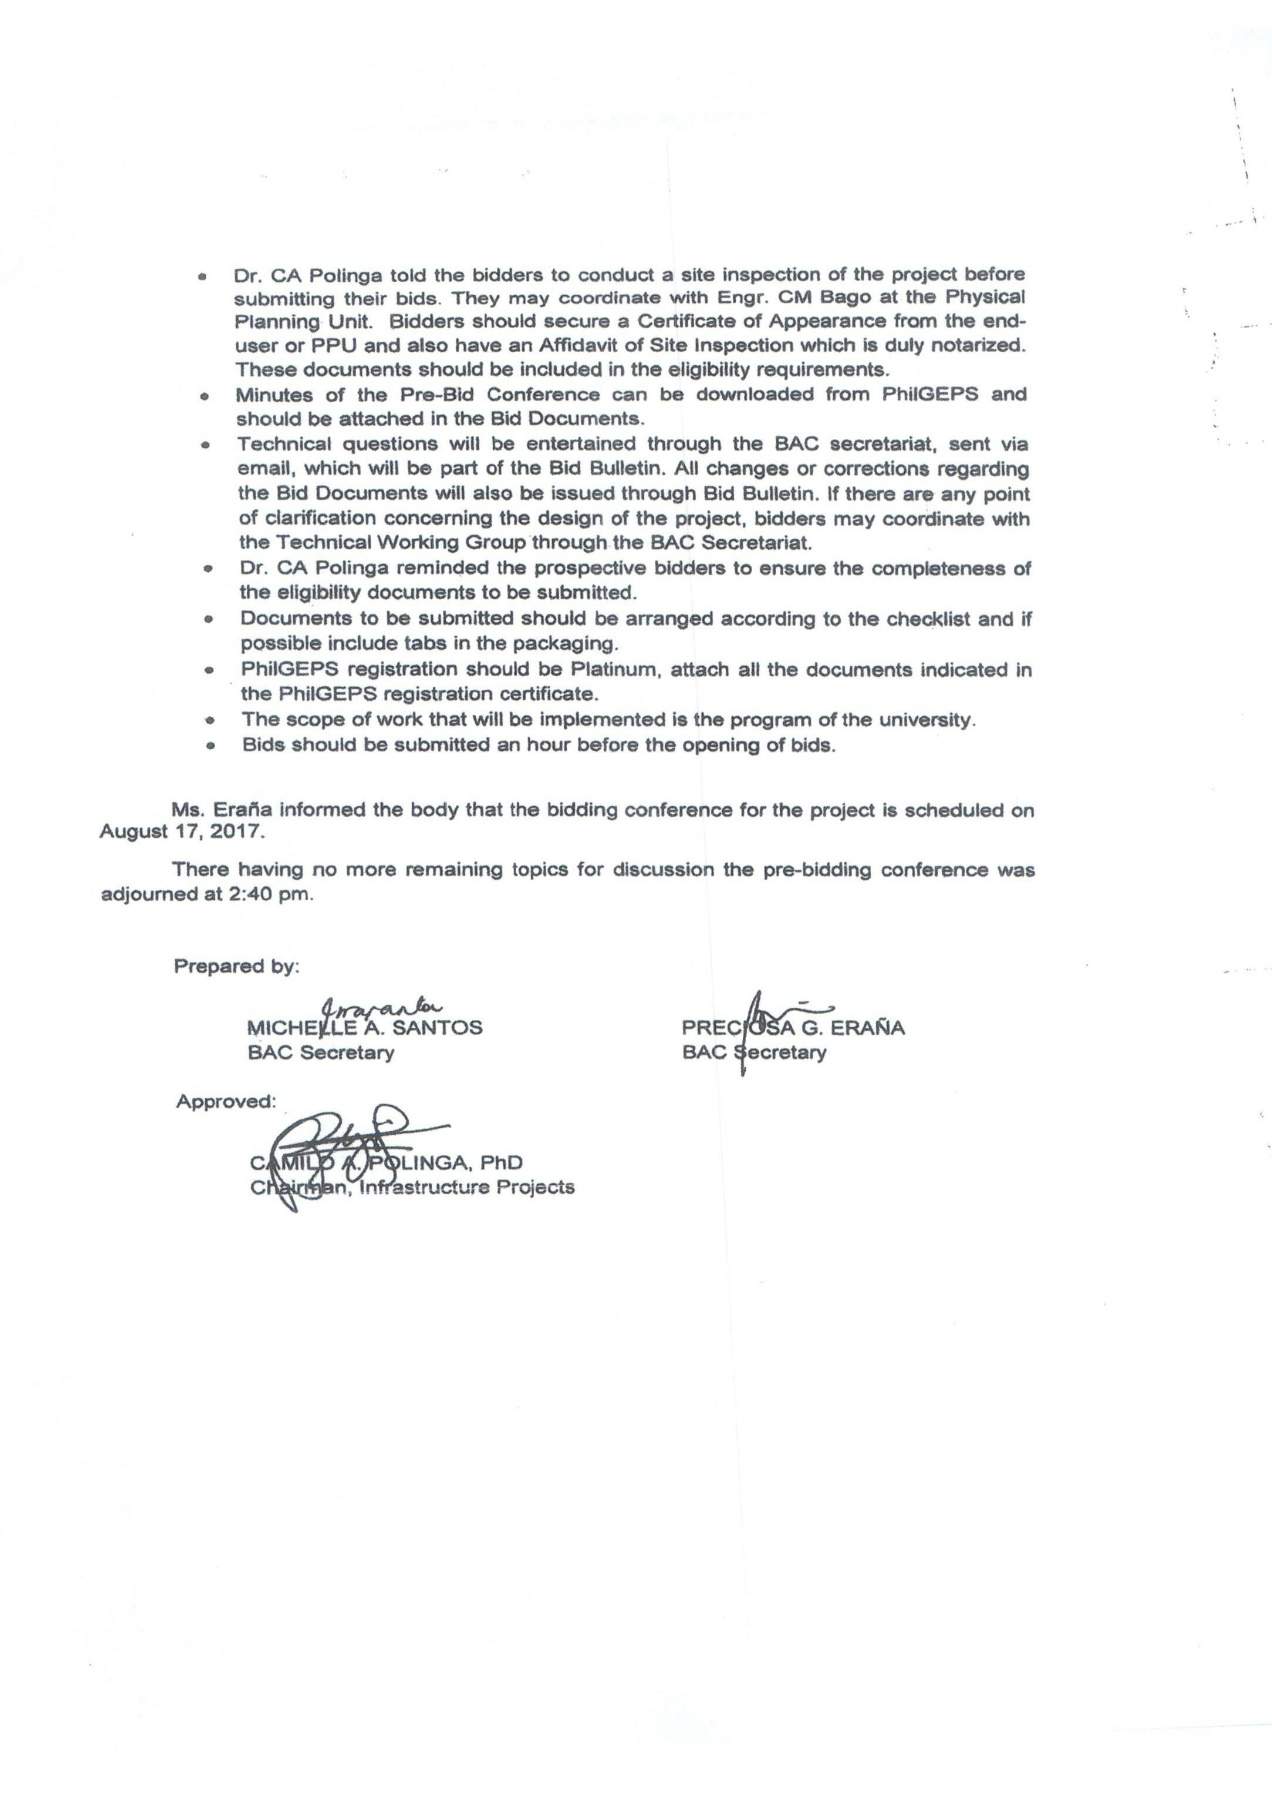 • Dr. CA Polinga told the bidders to conduct a site inspection of the project before
submitting their bids. They may coordinate with Engr. CM Bago at the Physical
Planning Unit. Bidders should secure a Certificate of Appearance from the end-
user or PPU and also have an Affidavit of Site Inspection which is duly notarized.
These documents should be included in the eligibility requirements.
• Minutes of the Pre-Bid Conference can be downloaded from PhilGEPS and
should be attached in the Bid Documents.
• Technical questions will be entertained through the BAC secretariat, sent via
email, which will be part of the Bid Bulletin. All changes or corrections regarding
the Bid Documents will also be issued through Bid Bulletin. If there are any point
of clarification concerning the design of the project, bidders may coordinate with
the Technical Working Group through the BAC Secretariat.
• Dr. CA Polinga reminded the prospective bidders to ensure the completeness of
the eligibility documents to be submitted.
• Documents to be submitted should be arranged according to the checklist and if
possible include tabs in the packaging.
• PhilGEPS registration should be Platinum, attach all the documents indicated in
the PhilGEPS registration certificate.
• The scope of work that will be implemented is the program of the university.
• Bids should be submitted an hour before the opening of bids.
Ms. Eraña informed the body that the bidding conference for the project is scheduled on
August 17, 2017.
There having no more remaining topics for discussion the pre-bidding conference was
adjourned at 2:40 pm.
Prepared by:
MICHELLE A. SANTOS
BAC Secretary
PRECIOSA G. ERAÑA
BAC Secretary
Approved:
CAMILO A. POLINGA, PhD
Chairman, Infrastructure Projects